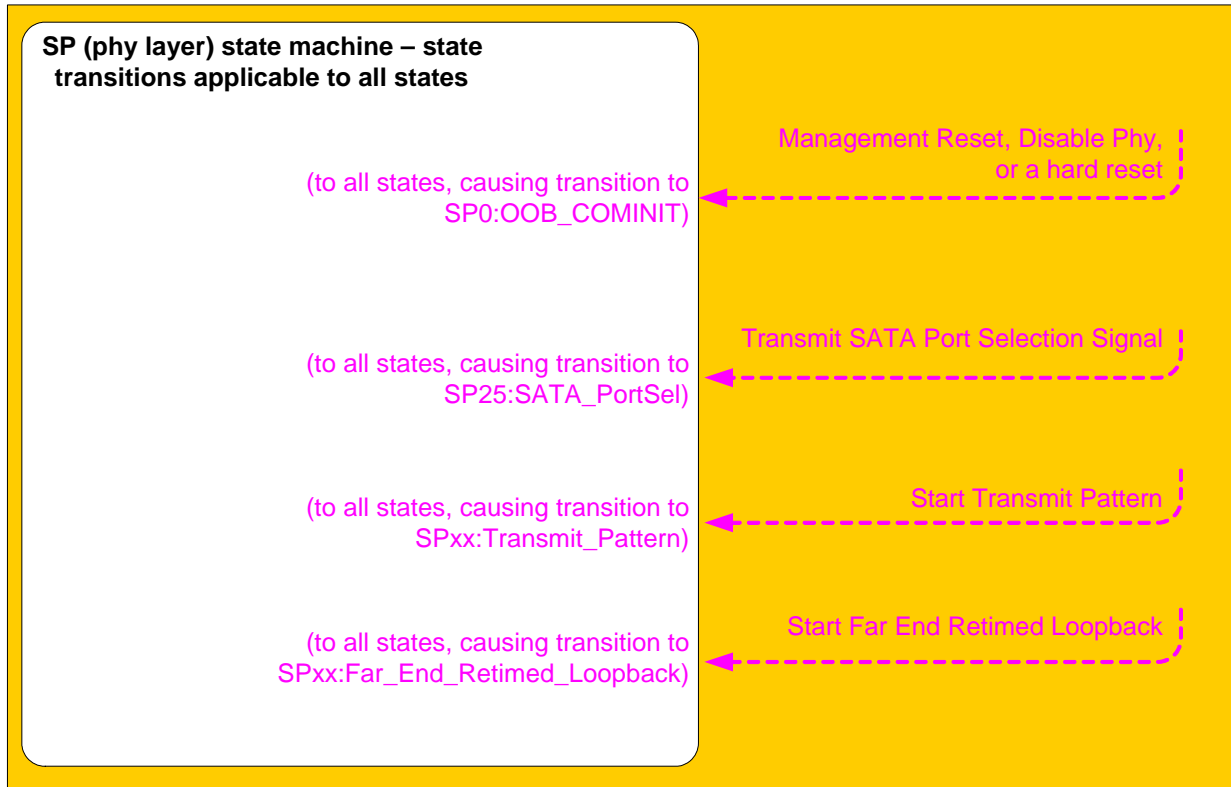 SP (phy layer) state machine – state
transitions applicable to all states
Management Reset, Disable Phy,
or a hard reset
(to all states, causing transition to
SP0:OOB_COMINIT)
Transmit SATA Port Selection Signal
(to all states, causing transition to
SP25:SATA_PortSel)
Start Transmit Pattern
(to all states, causing transition to
SPxx:Transmit_Pattern)
Start Far End Retimed Loopback
(to all states, causing transition to
SPxx:Far_End_Retimed_Loopback)